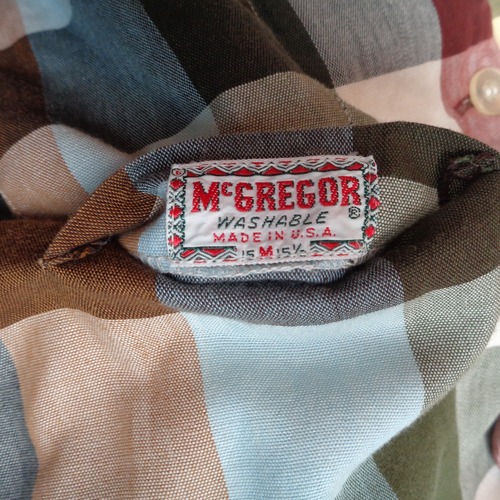 McGREGOR®
WASHABLE
MADE IN U.S.A.
15 M 15½